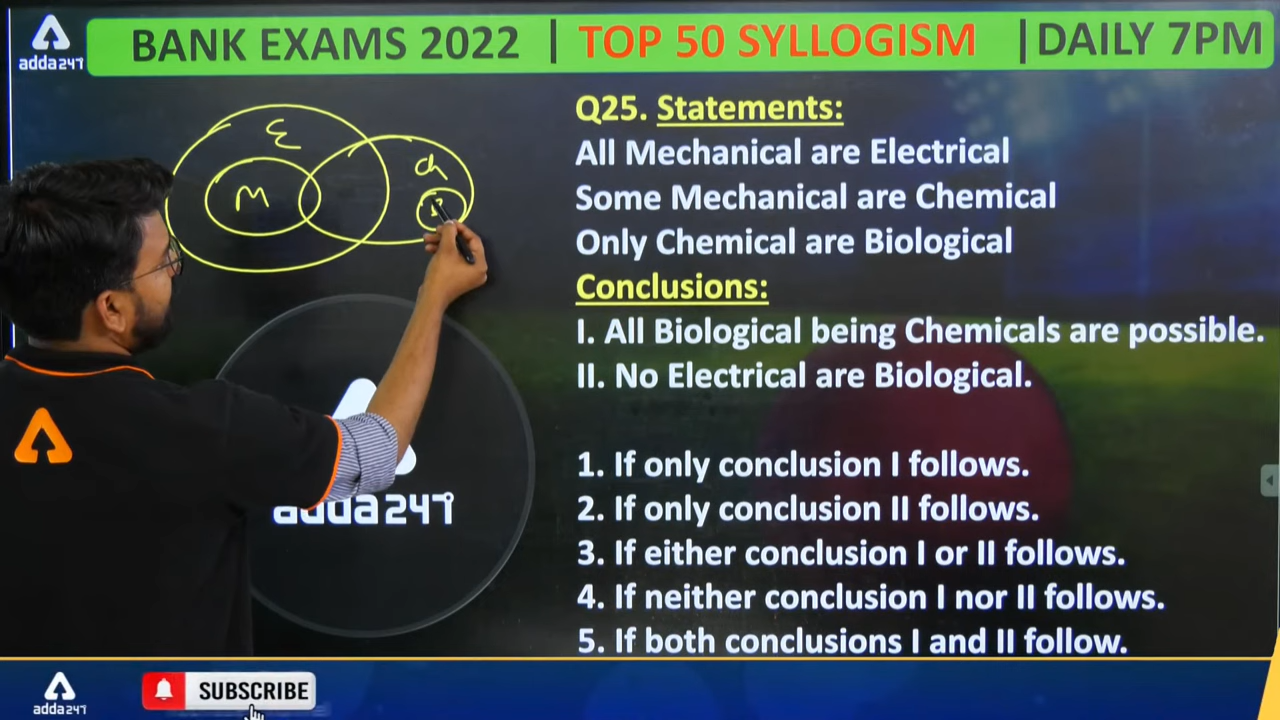 BANK EXAMS 2022 | TOP 50 SYLLOGISM | DAILY 7PM
adda247
Q25. Statements:
All Mechanical are Electrical
Some Mechanical are Chemical
Only Chemical are Biological
Conclusions:
I. All Biological being Chemicals are possible.
II. No Electrical are Biological.
1. If only conclusion I follows.
2. If only conclusion II follows.
3. If either conclusion I or II follows.
4. If neither conclusion I nor II follows.
5. If both conclusions I and II follow.
E
M
Ch
adda247
adda247
SUBSCRIBE